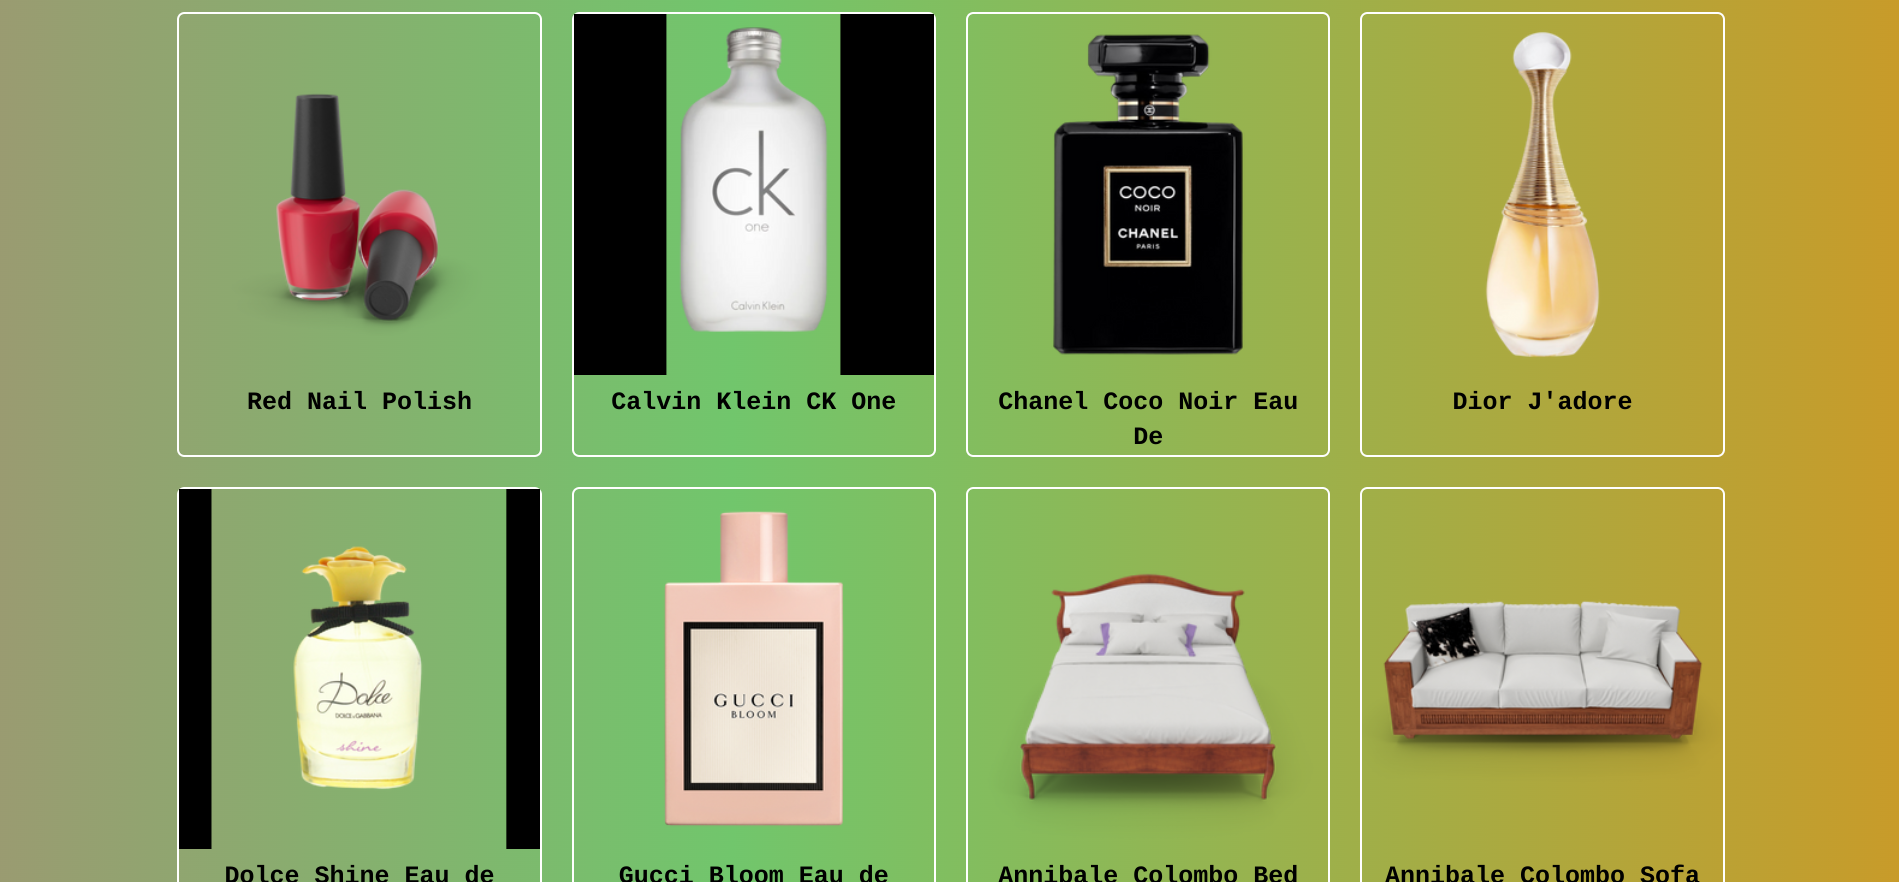 ck
one
Calvin Klein
COCO
NOIR
CHANEL
PARIS
Red Nail Polish
Calvin Klein CK One
Chanel Coco Noir Eau
De
Dior J'adore
Dolce
DOLCE & GABBANA
shine
GUCCI
BLOOM
Dolce Shine Eau de
Gucci Bloom Eau de
Annibale Colombo Bed
Annibale Colombo Sofa